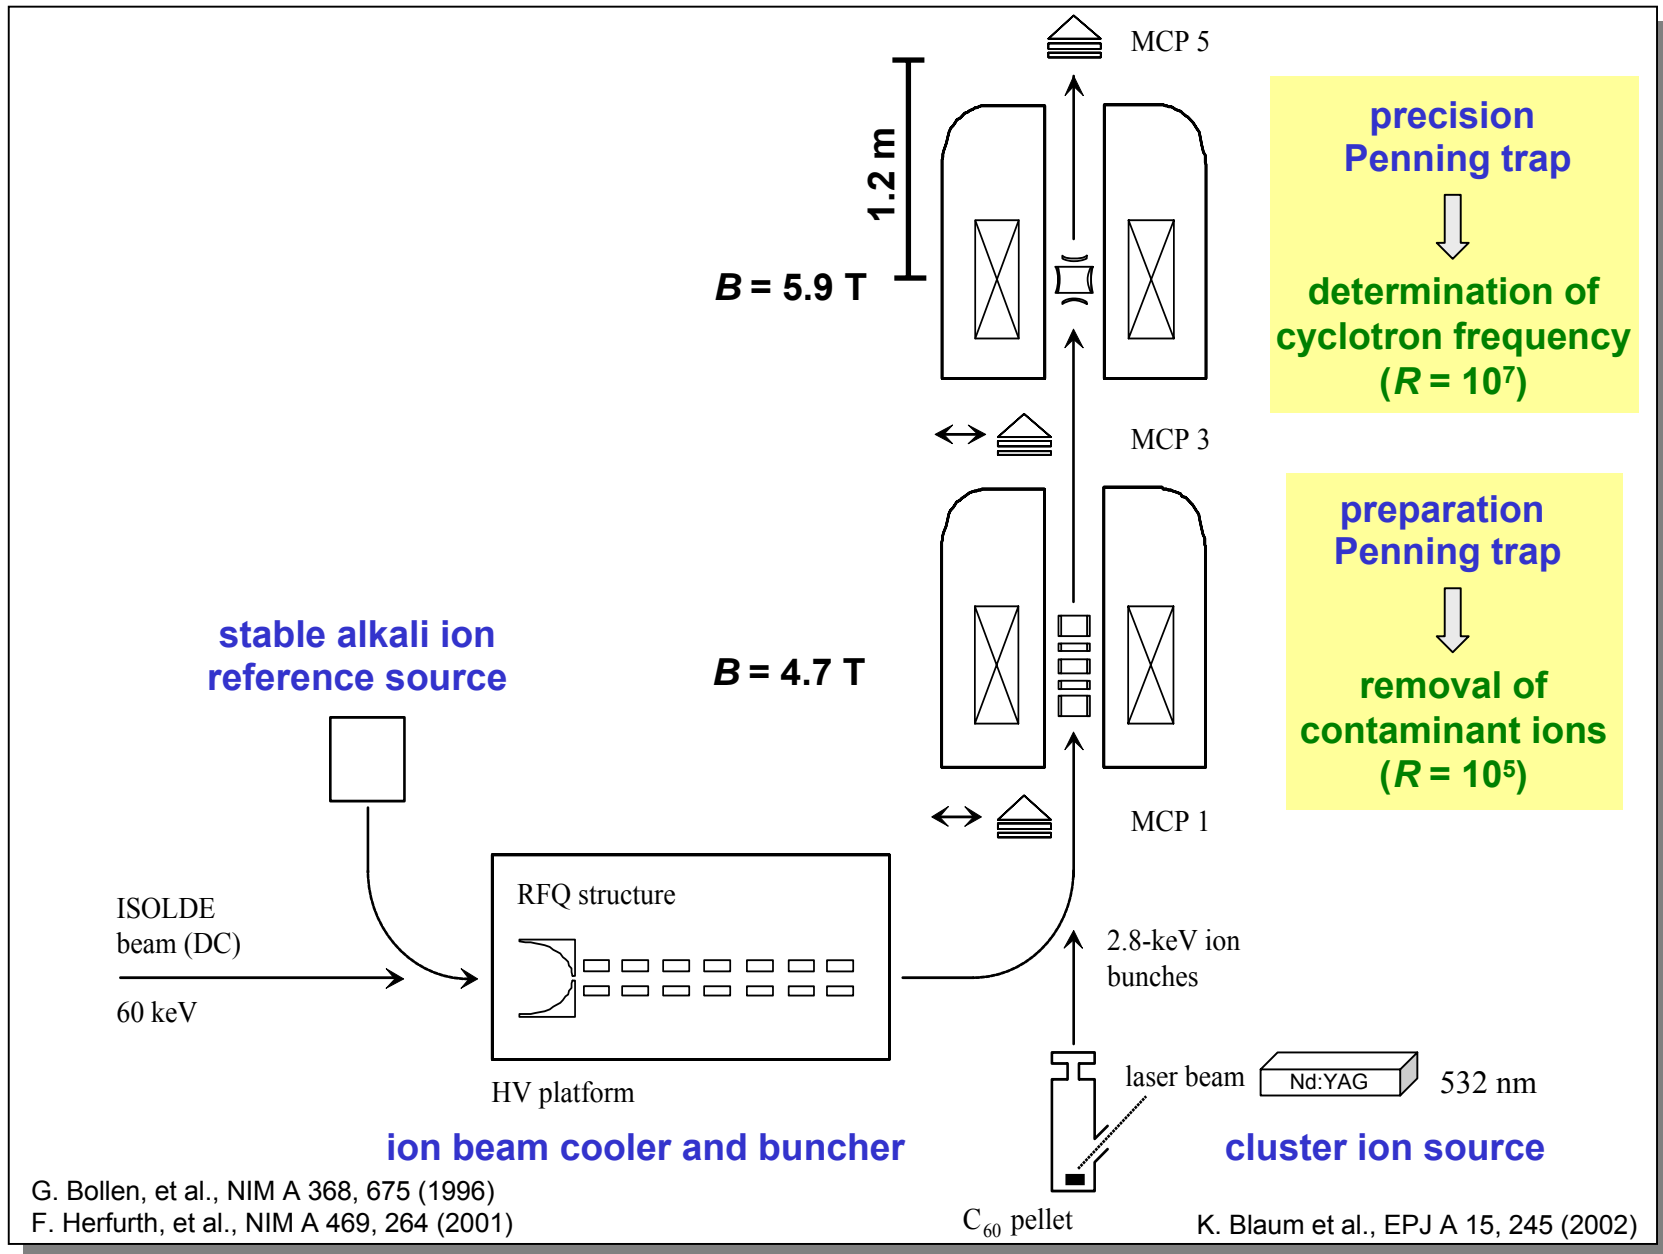 MCP 5
1.2 m
precision
Penning trap
B = 5.9 T
determination of
cyclotron frequency
(R = 10⁷)
MCP 3
preparation
Penning trap
stable alkali ion
reference source
B = 4.7 T
removal of
contaminant ions
(R = 10⁵)
MCP 1
RFQ structure
ISOLDE
beam (DC)
60 keV
2.8-keV ion
bunches
HV platform
laser beam
Nd:YAG
532 nm
ion beam cooler and buncher
cluster ion source
G. Bollen, et al., NIM A 368, 675 (1996)
F. Herfurth, et al., NIM A 469, 264 (2001)
C₆₀ pellet
K. Blaum et al., EPJ A 15, 245 (2002)